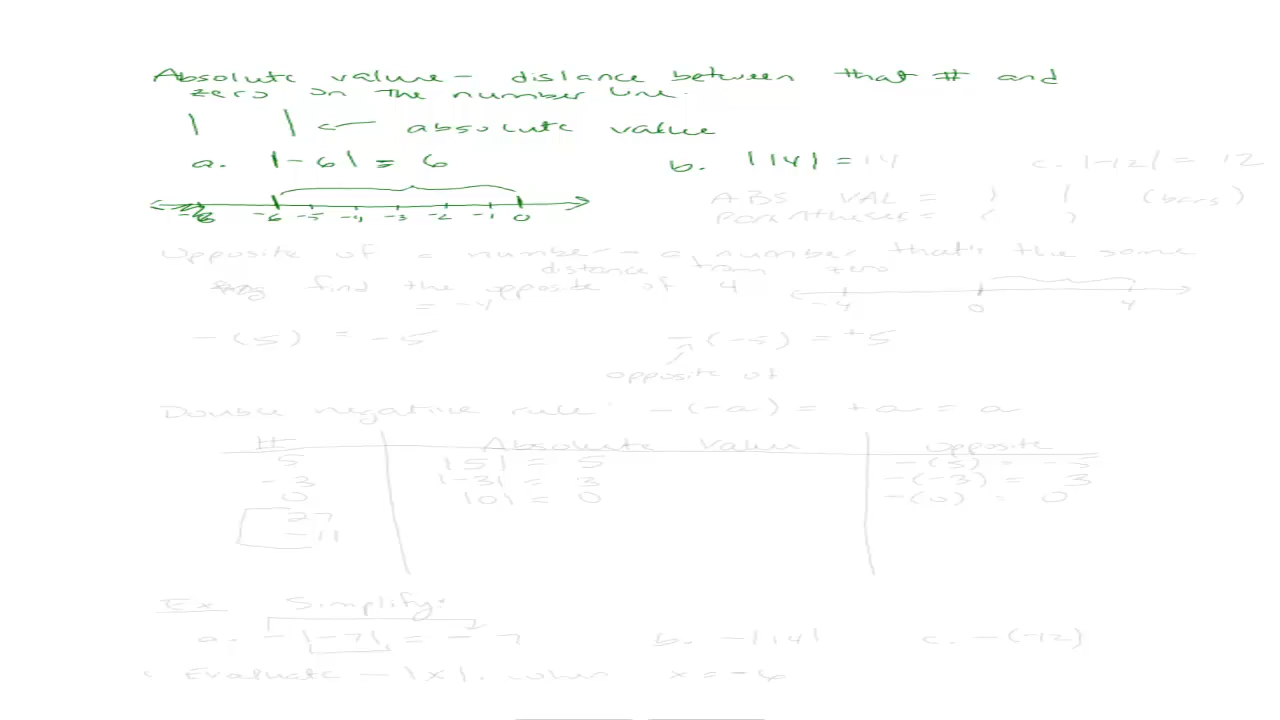 Absolute value - distance between that # and
zero on the number line.
| | ← absolute value
a. |-6| = 6 b. |14| = 14 c. |-12| = 12
-6 -5 -4 -3 -2 -1 0
ABS VAL = | | (bars)
Parentheses = ( )
Opposite of a number - a number that's the same
distance from zero
find the opposite of 4
= -4
-4 0 4
-(5) = -5 -(-5) = +5
opposite of
Double negative rule: -(-a) = +a = a
# Absolute Value Opposite
5 |5| = 5 -(5) = -5
-3 |-3| = 3 -(-3) = 3
0 |0| = 0 -(0) = 0
27
-11
Ex Simplify:
a. -|-7| = -7 b. -|14| c. -(-12)
Evaluate -|x|, when x = -6